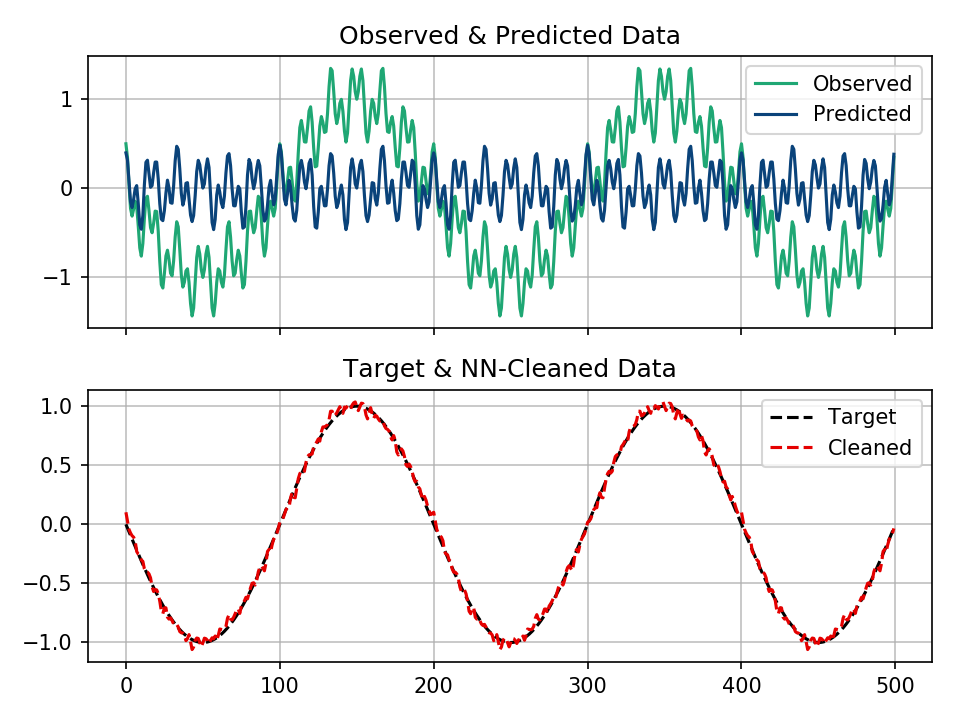 Observed & Predicted Data
1
0
−1
Observed
Predicted
Target & NN-Cleaned Data
1.0
0.5
0.0
−0.5
−1.0
Target
Cleaned
0 100 200 300 400 500